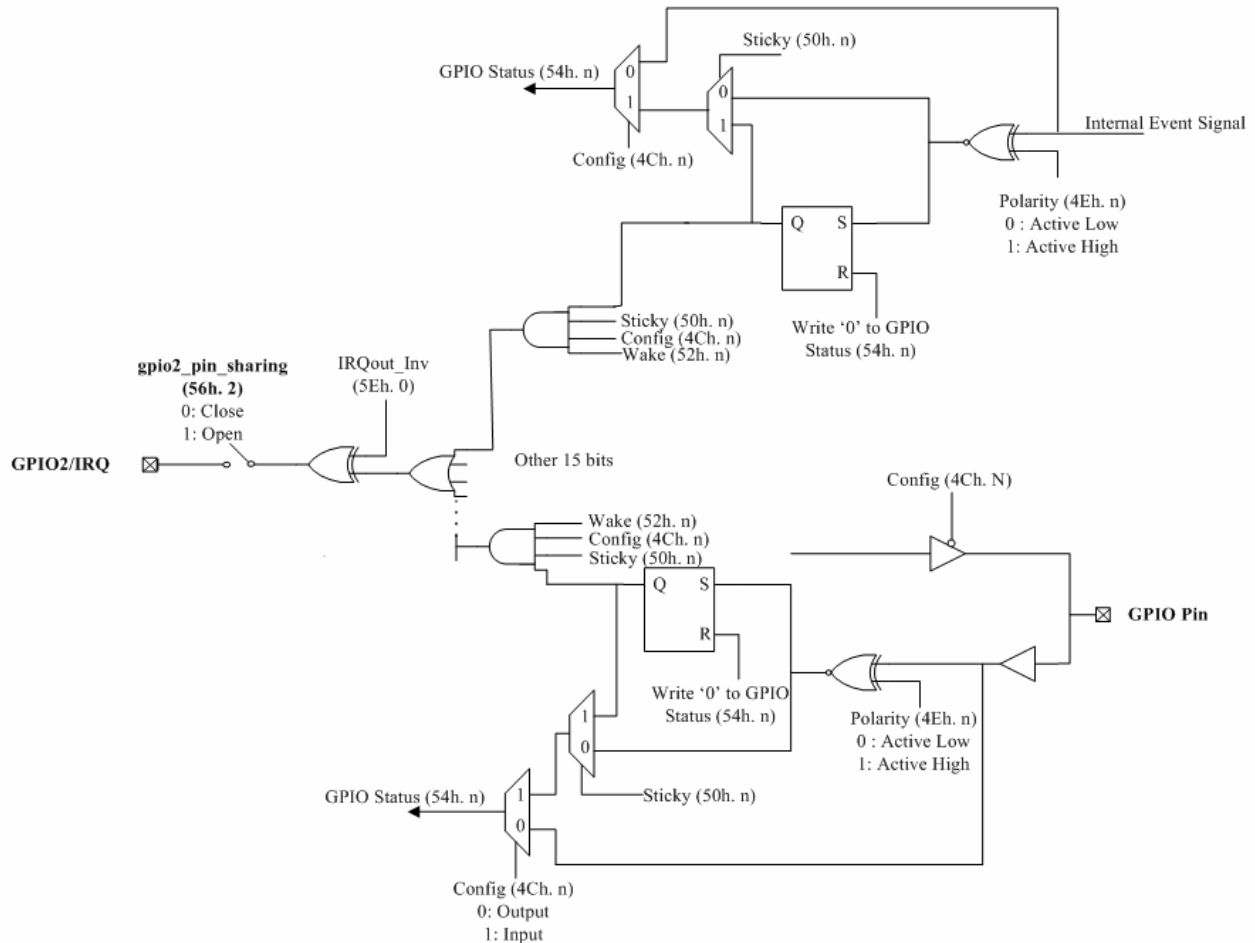 Sticky (50h. n)
GPIO Status (54h. n)
0
1
0
1
Config (4Ch. n)
Internal Event Signal
Polarity (4Eh. n)
0 : Active Low
1: Active High
Q
S
R
Write ‘0’ to GPIO
Status (54h. n)
Sticky (50h. n)
Config (4Ch. n)
Wake (52h. n)
gpio2_pin_sharing
(56h. 2)
0: Close
1: Open
IRQout_Inv
(5Eh. 0)
GPIO2/IRQ
Other 15 bits
Config (4Ch. N)
Wake (52h. n)
Config (4Ch. n)
Sticky (50h. n)
Q
S
R
GPIO Pin
Write ‘0’ to GPIO
Status (54h. n)
Polarity (4Eh. n)
0 : Active Low
1: Active High
1
0
Sticky (50h. n)
GPIO Status (54h. n)
1
0
Config (4Ch. n)
0: Output
1: Input